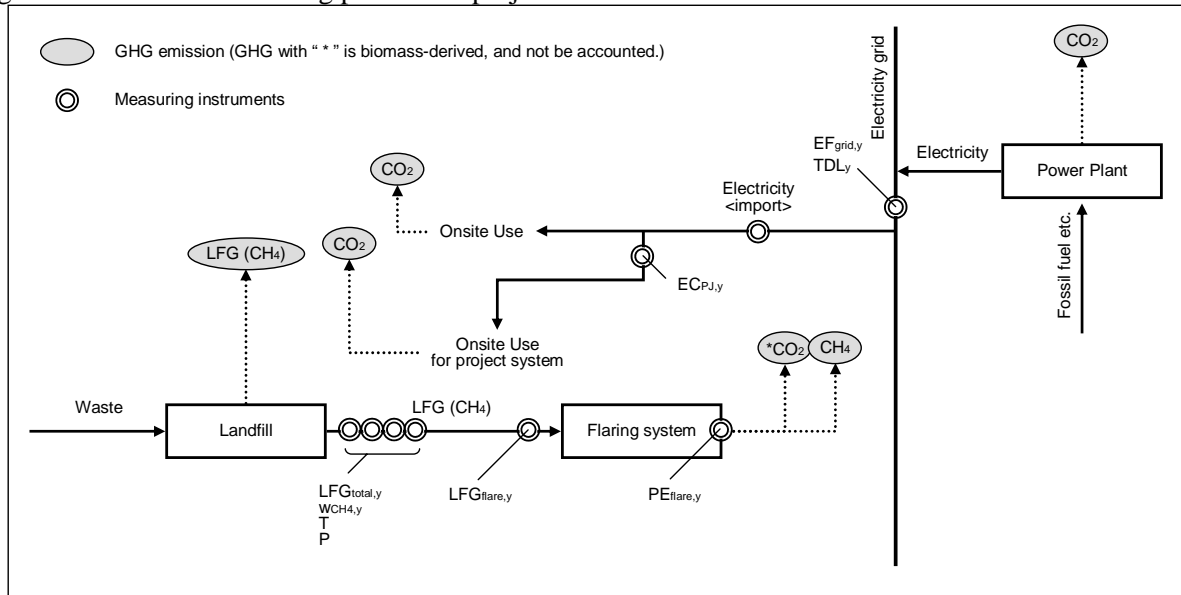 GHG emission (GHG with “ * ” is biomass-derived, and not be accounted.)
Measuring instruments
CO2
Electricity grid
EFgrid,y
TDLy
Electricity
Power Plant
Fossil fuel etc.
Electricity
<import>
CO2
Onsite Use
LFG (CH4)
CO2
ECPJ,y
Onsite Use
for project system
*CO2
CH4
Waste
Landfill
LFG (CH4)
Flaring system
LFGtotal,y
wCH4,y
T
P
LFGflare,y
PEflare,y